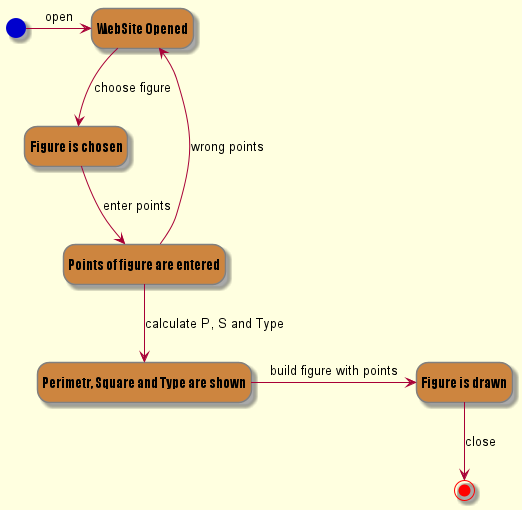 open
WebSite Opened
choose figure
Figure is chosen
wrong points
enter points
Points of figure are entered
calculate P, S and Type
build figure with points
Perimetr, Square and Type are shown
Figure is drawn
close